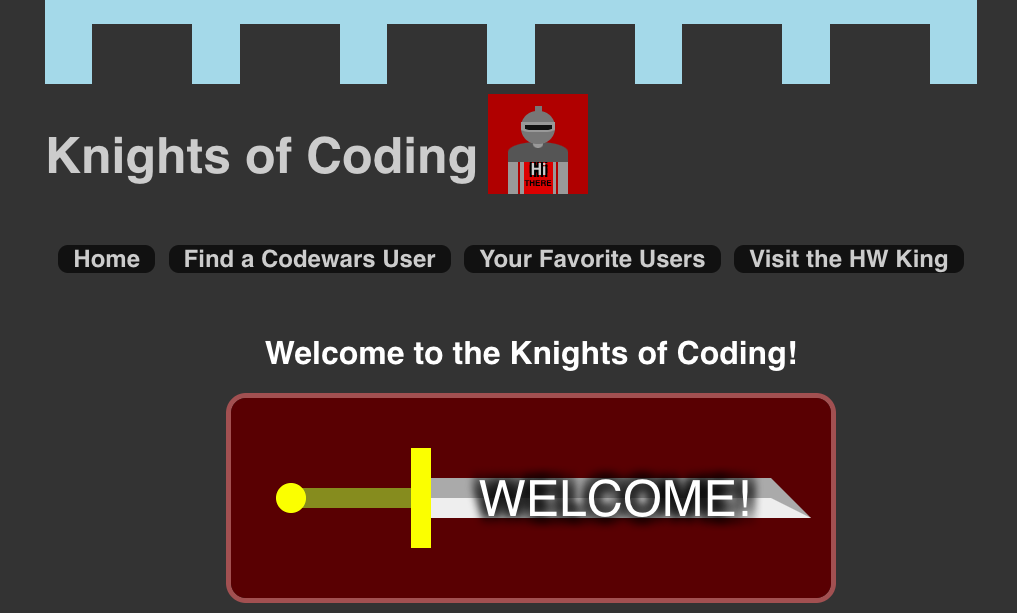 Knights of Coding
Hi
THERE
Home Find a Codewars User Your Favorite Users Visit the HW King
Welcome to the Knights of Coding!
WELCOME!